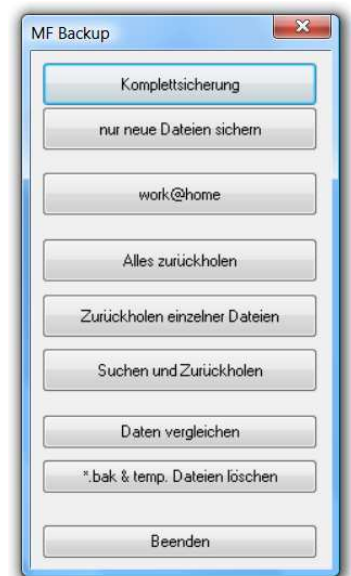 MF Backup
Komplettsicherung
nur neue Dateien sichern
work@home
Alles zurückholen
Zurückholen einzelner Dateien
Suchen und Zurückholen
Daten vergleichen
*.bak & temp. Dateien löschen
Beenden